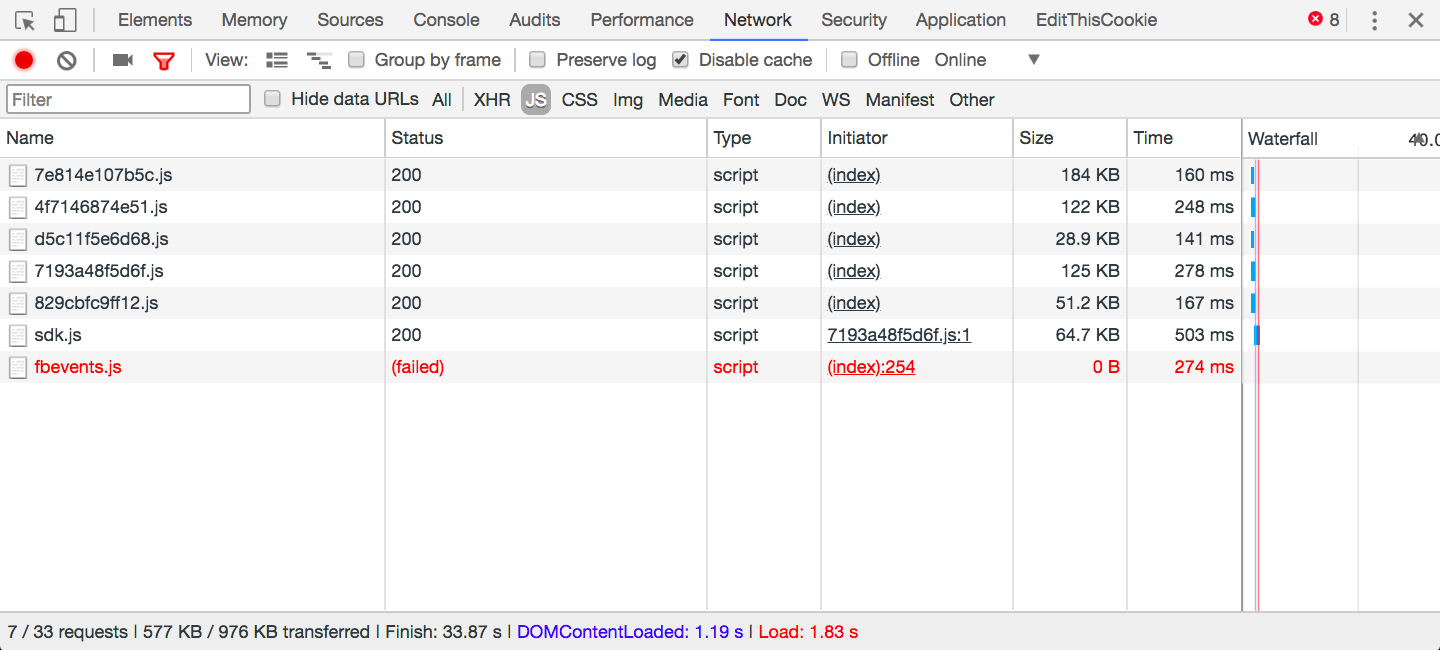 Elements Memory Sources Console Audits Performance Network Security Application EditThisCookie 8
View: Group by frame Preserve log Disable cache Offline Online
Filter Hide data URLs All XHR JS CSS Img Media Font Doc WS Manifest Other
Name Status Type Initiator Size Time Waterfall
7e814e107b5c.js 200 script (index) 184 KB 160 ms
4f7146874e51.js 200 script (index) 122 KB 248 ms
d5c11f5e6d68.js 200 script (index) 28.9 KB 141 ms
7193a48f5d6f.js 200 script (index) 125 KB 278 ms
829cbfc9ff12.js 200 script (index) 51.2 KB 167 ms
sdk.js 200 script 7193a48f5d6f.js:1 64.7 KB 503 ms
fbevents.js (failed) script (index):254 0 B 274 ms
7 / 33 requests | 577 KB / 976 KB transferred | Finish: 33.87 s | DOMContentLoaded: 1.19 s | Load: 1.83 s